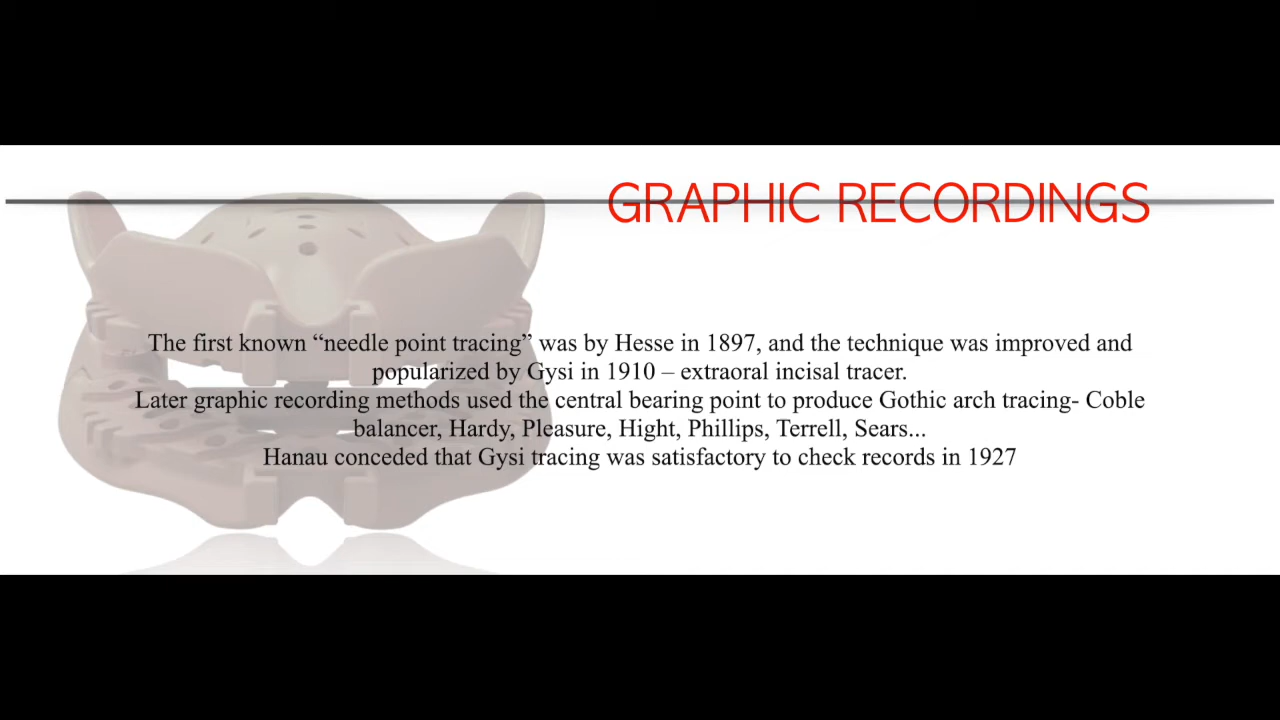 GRAPHIC RECORDINGS
The first known “needle point tracing” was by Hesse in 1897, and the technique was improved and
popularized by Gysi in 1910 – extraoral incisal tracer.
Later graphic recording methods used the central bearing point to produce Gothic arch tracing- Coble
balancer, Hardy, Pleasure, Hight, Phillips, Terrell, Sears...
Hanau conceded that Gysi tracing was satisfactory to check records in 1927